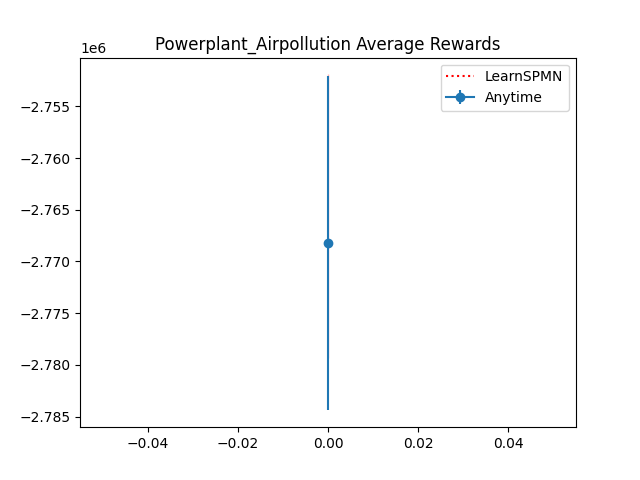 Powerplant_Airpollution Average Rewards
1e6
LearnSPMN
Anytime
−2.755
−2.760
−2.765
−2.770
−2.775
−2.780
−2.785
−0.04 −0.02 0.00 0.02 0.04